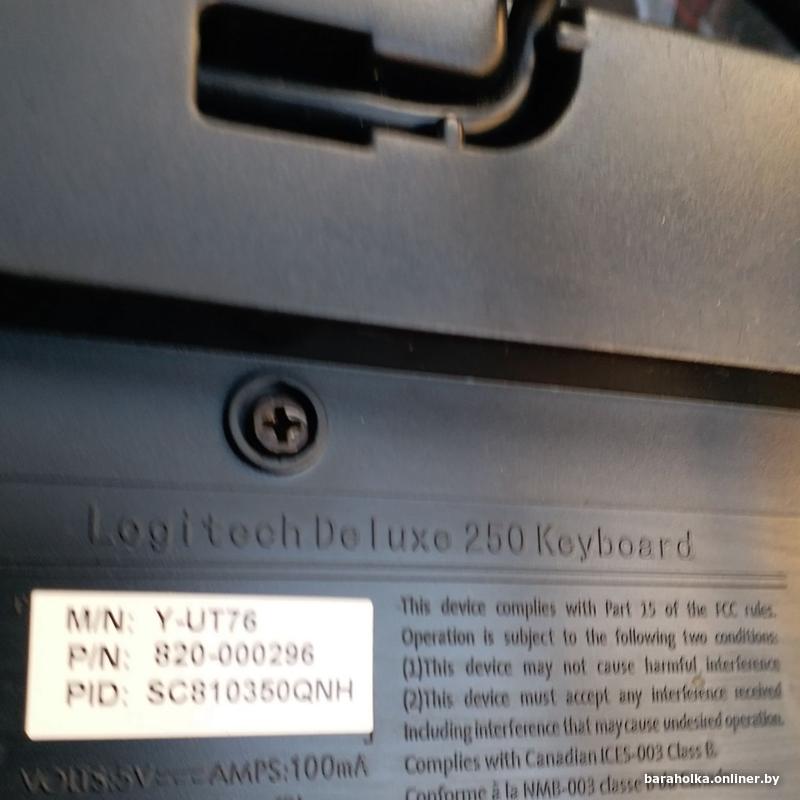 Logitech Deluxe 250 Keyboard
M/N: Y-UT76
P/N: 820-000296
PID: SC810350QNH
VOLTS:5V AMPS:100mA
This device complies with Part 15 of the FCC rules.
Operation is subject to the following two conditions:
(1)This device may not cause harmful interference
(2)This device must accept any interference received
including interference that may cause undesired operation.
Complies with Canadian ICES-003 Class B.
Conforme à la NMB-003 classe B
baraholka.onliner.by